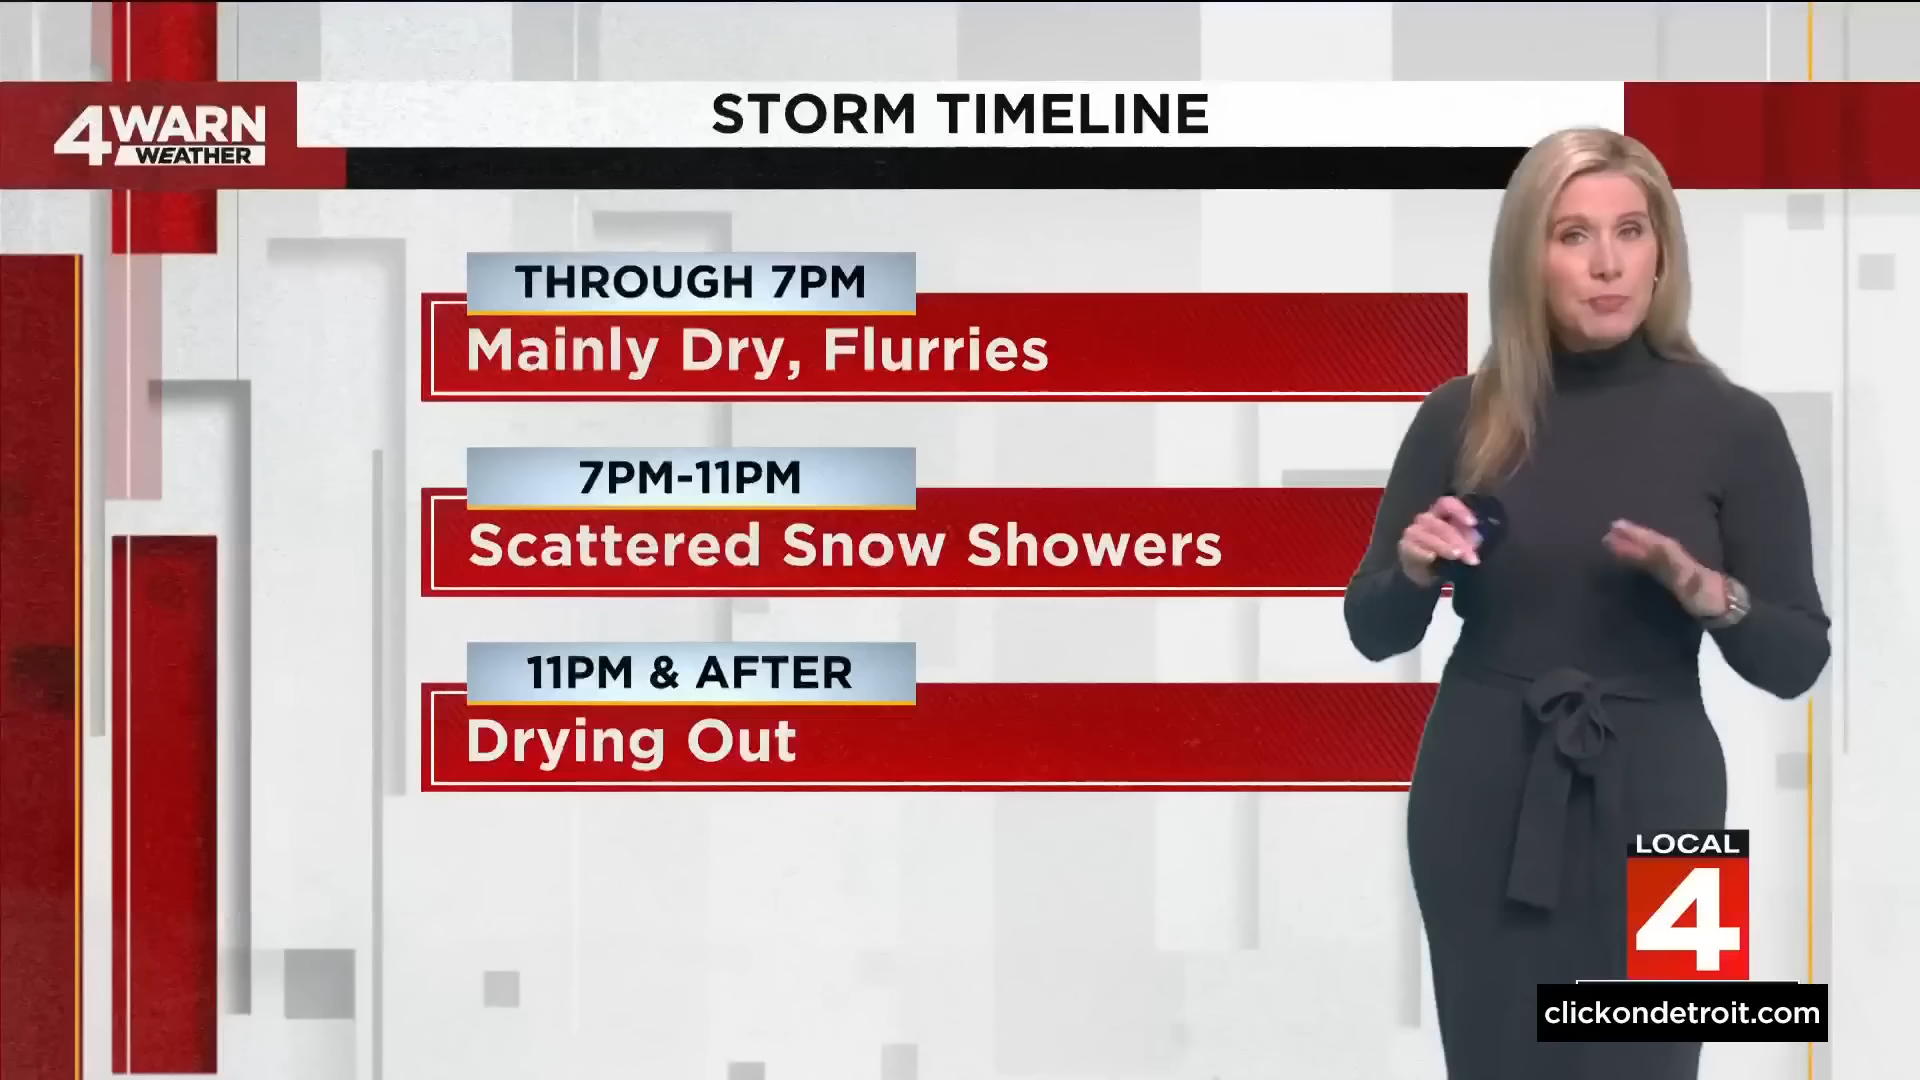 4WARN
WEATHER
STORM TIMELINE
THROUGH 7PM
Mainly Dry, Flurries
7PM-11PM
Scattered Snow Showers
11PM & AFTER
Drying Out
LOCAL
4
clickondetroit.com